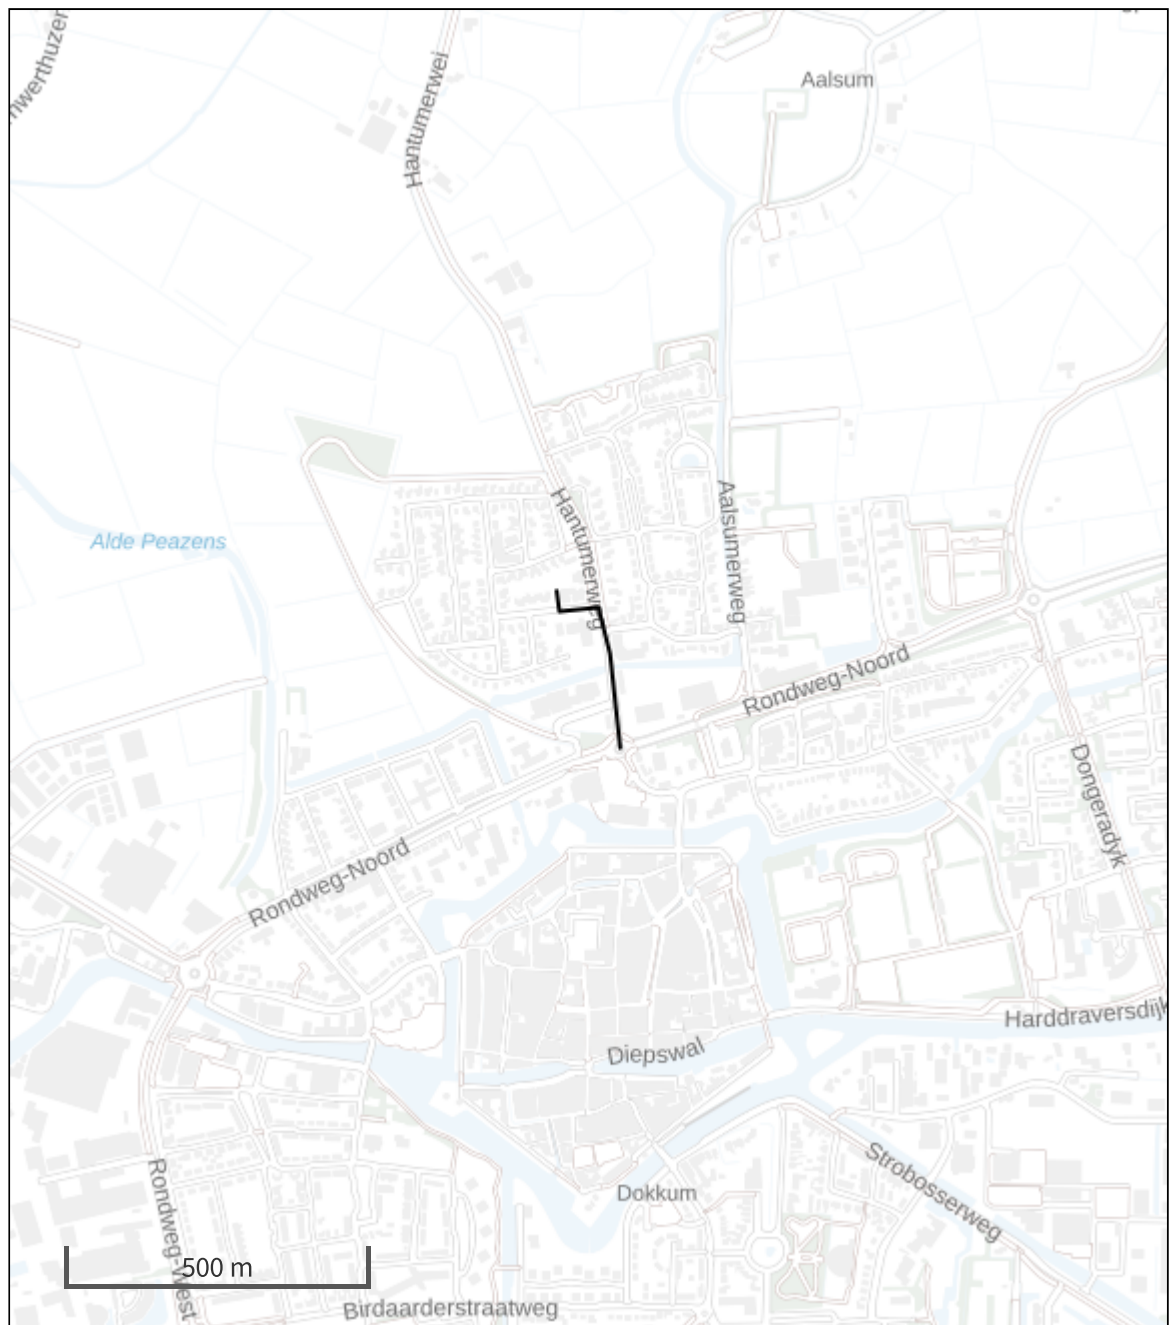 Aalsum
Hantumerwei
Alde Peazens
Hantumerweg
Aalsumerweg
Rondweg-Noord
Dongeradyk
Rondweg-Noord
Harddraversdijk
Diepswal
Strobosserweg
Dokkum
Rondweg-West
500 m
Birdaarderstraatweg